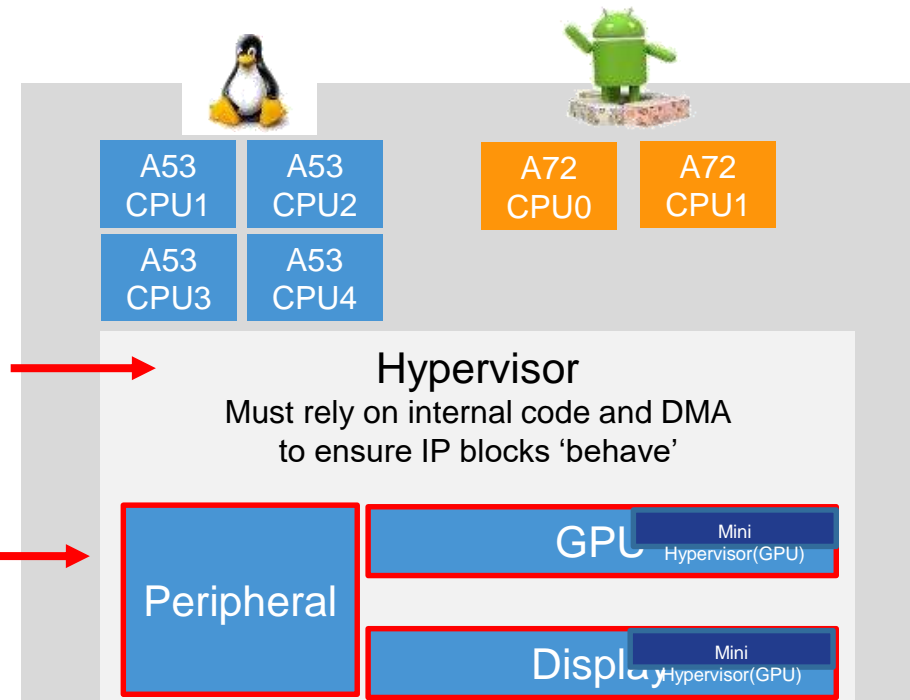 A53
CPU1
A53
CPU2
A72
CPU0
A72
CPU1
A53
CPU3
A53
CPU4
Hypervisor
Must rely on internal code and DMA
to ensure IP blocks ‘behave’
Peripheral
GPU
Mini
Hypervisor(GPU)
Display
Mini
Hypervisor(GPU)